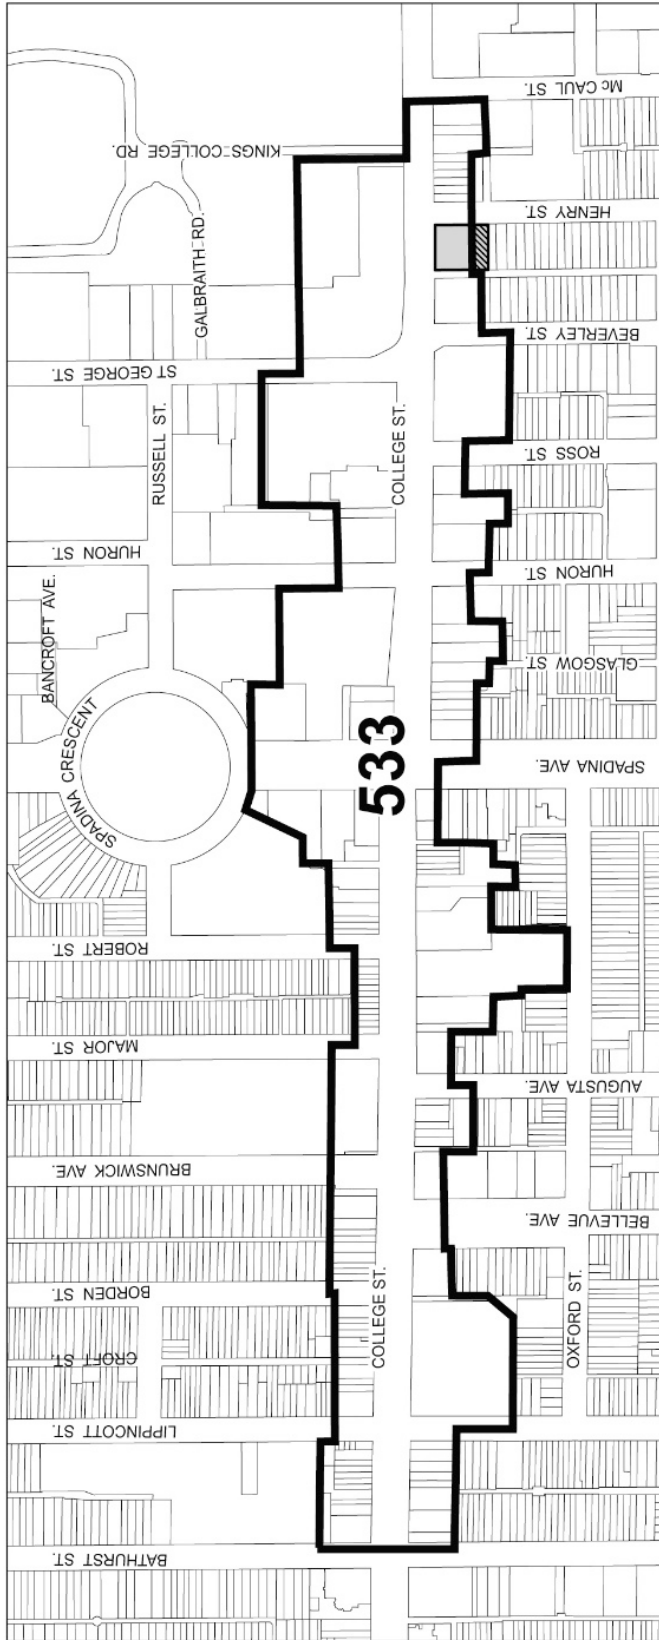 Mc CAUL ST.
KINGS COLLEGE RD.
HENRY ST.
GALBRAITH RD.
BEVERLEY ST.
ST GEORGE ST.
RUSSELL ST.
COLLEGE ST.
ROSS ST.
HURON ST.
HURON ST.
BANCROFT AVE.
GLASGOW ST.
SPADINA CRESCENT
533
SPADINA AVE.
ROBERT ST.
MAJOR ST.
AUGUSTA AVE.
BRUNSWICK AVE.
BELLEVUE AVE.
BORDEN ST.
COLLEGE ST.
OXFORD ST.
CROFT ST.
LIPPINCOTT ST.
BATHURST ST.